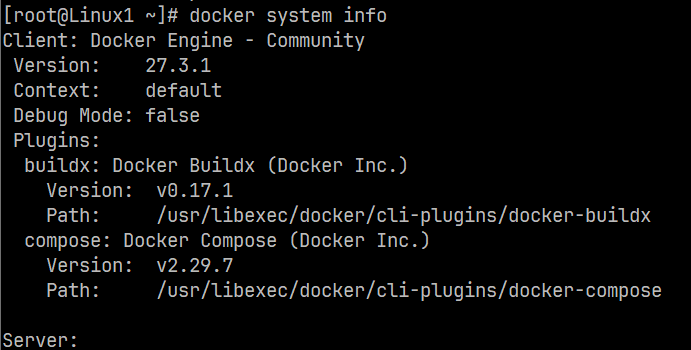 [root@Linux1 ~]# docker system info
Client: Docker Engine - Community
 Version:    27.3.1
 Context:    default
 Debug Mode: false
 Plugins:
  buildx: Docker Buildx (Docker Inc.)
    Version:  v0.17.1
    Path:     /usr/libexec/docker/cli-plugins/docker-buildx
  compose: Docker Compose (Docker Inc.)
    Version:  v2.29.7
    Path:     /usr/libexec/docker/cli-plugins/docker-compose

Server: